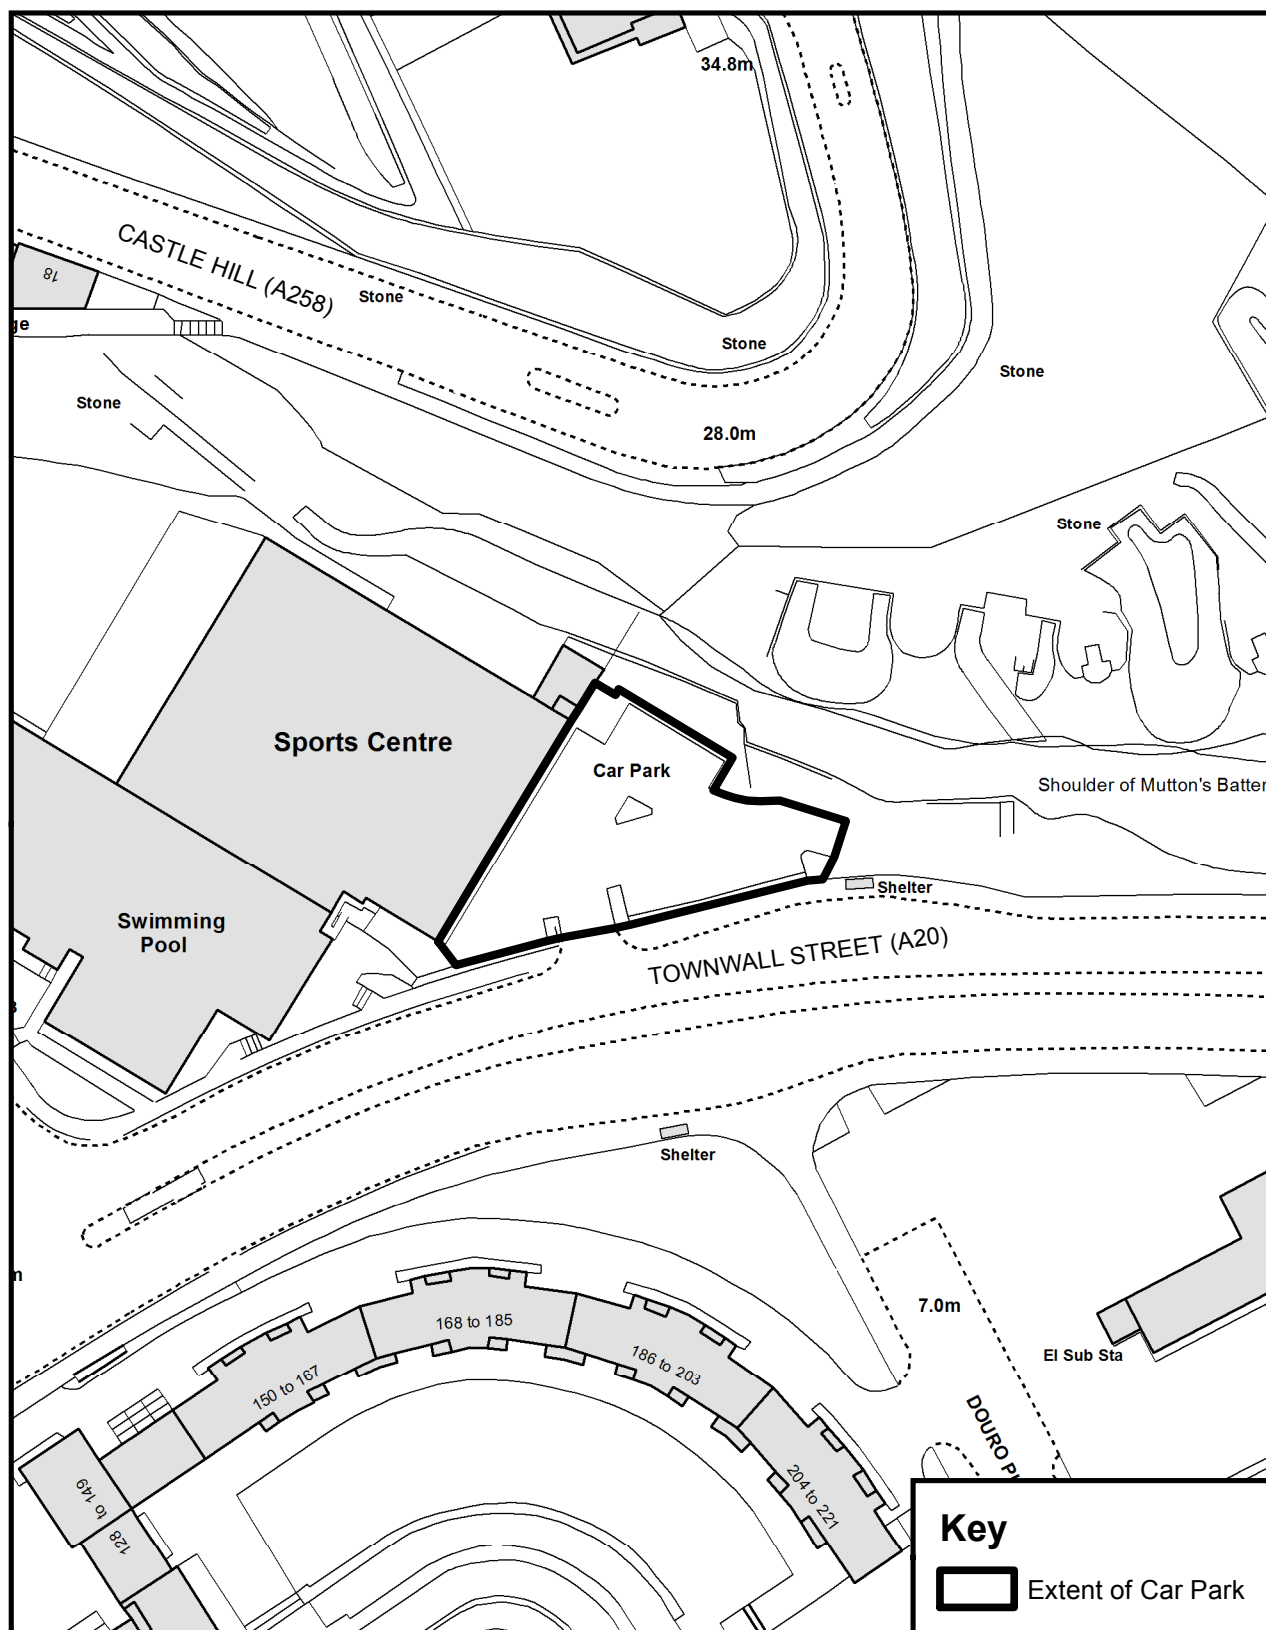 34.8m
CASTLE HILL (A258)
18
Stone
ge
Stone
Stone
Stone
28.0m
Stone
Sports Centre
Car Park
Shoulder of Mutton's Batter
Shelter
Swimming
Pool
TOWNWALL STREET (A20)
Shelter
m
7.0m
168 to 185
186 to 203
El Sub Sta
150 to 167
DOURO PL
204 to 221
128
to 149
Key
Extent of Car Park